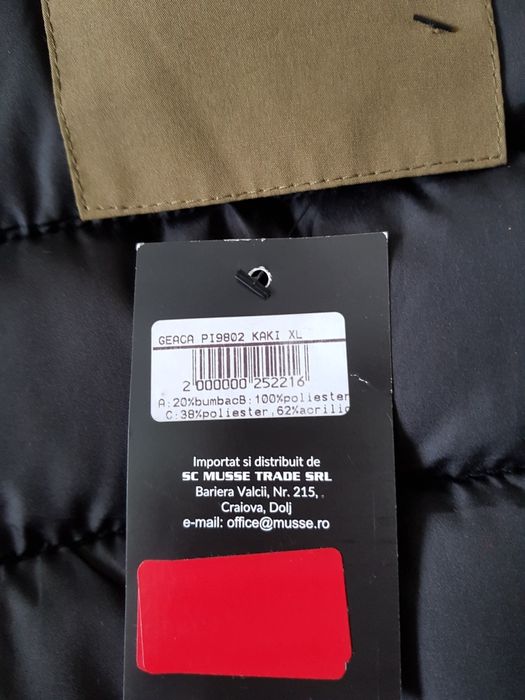 GEACA PI9802 KAKI XL
2 000000 252216
A:20%bumbacB:100%poliester
C:38%poliester,62%acrilic
Importat si distribuit de
SC MUSSE TRADE SRL
Bariera Valcii, Nr. 215,
Craiova, Dolj
e-mail: office@musse.ro